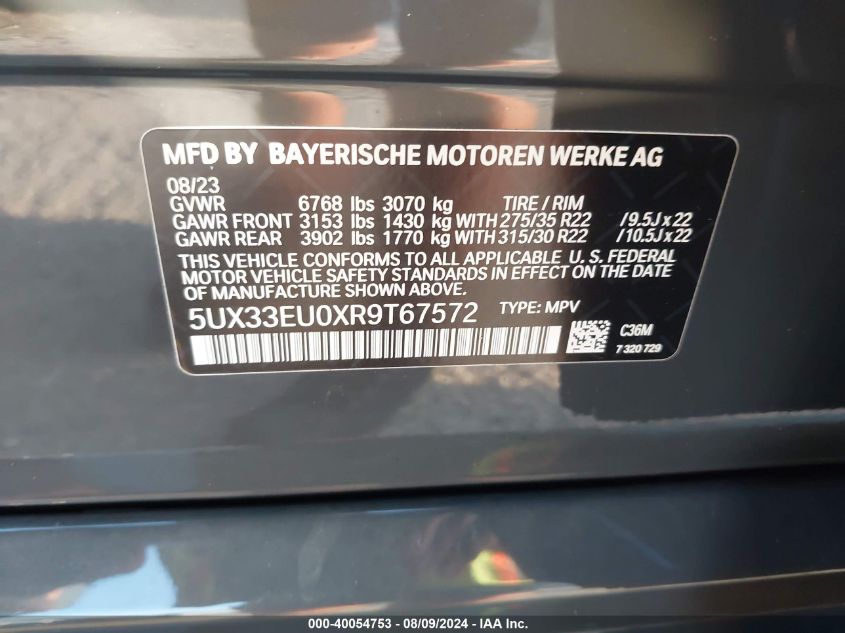 MFD BY BAYERISCHE MOTOREN WERKE AG
08/23
GVWR 6768 lbs 3070 kg TIRE / RIM
GAWR FRONT 3153 lbs 1430 kg WITH 275/35 R22 /9.5J x 22
GAWR REAR 3902 lbs 1770 kg WITH 315/30 R22 /10.5J x 22
THIS VEHICLE CONFORMS TO ALL APPLICABLE U. S. FEDERAL
MOTOR VEHICLE SAFETY STANDARDS IN EFFECT ON THE DATE
OF MANUFACTURE SHOWN ABOVE.
5UX33EU0XR9T67572 TYPE: MPV
C36M
7 320 729
000-40054753 - 08/09/2024 - IAA Inc.